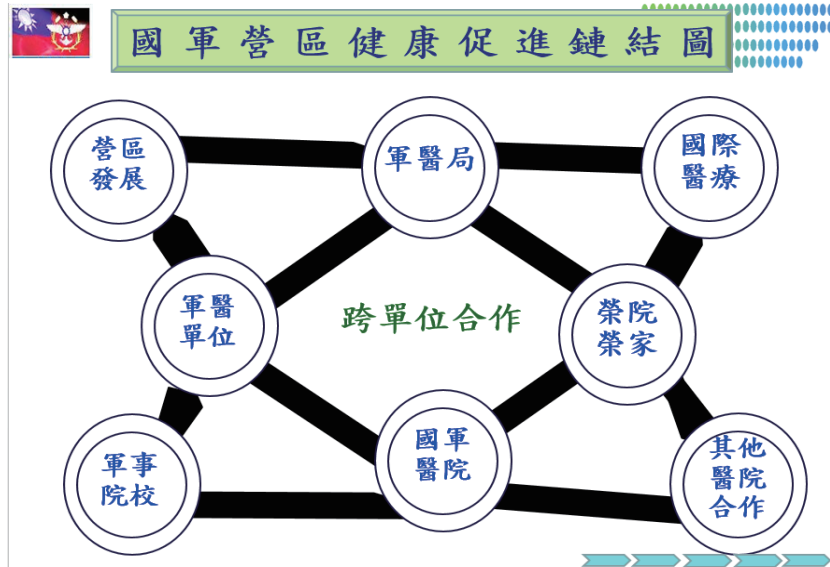 國軍營區健康促進鏈結圖
營區
發展
軍醫局
國際
醫療
軍醫
單位
跨單位合作
榮院
榮家
軍事
院校
國軍
醫院
其他
醫院
合作